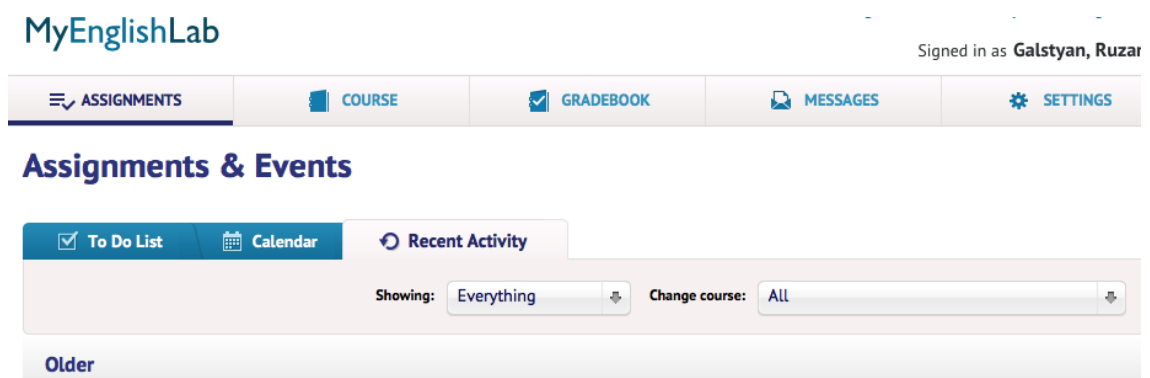 MyEnglishLab
Signed in as Galstyan, Ruzan
ASSIGNMENTS COURSE GRADEBOOK MESSAGES SETTINGS
Assignments & Events
To Do List Calendar Recent Activity
Showing: Everything Change course: All
Older